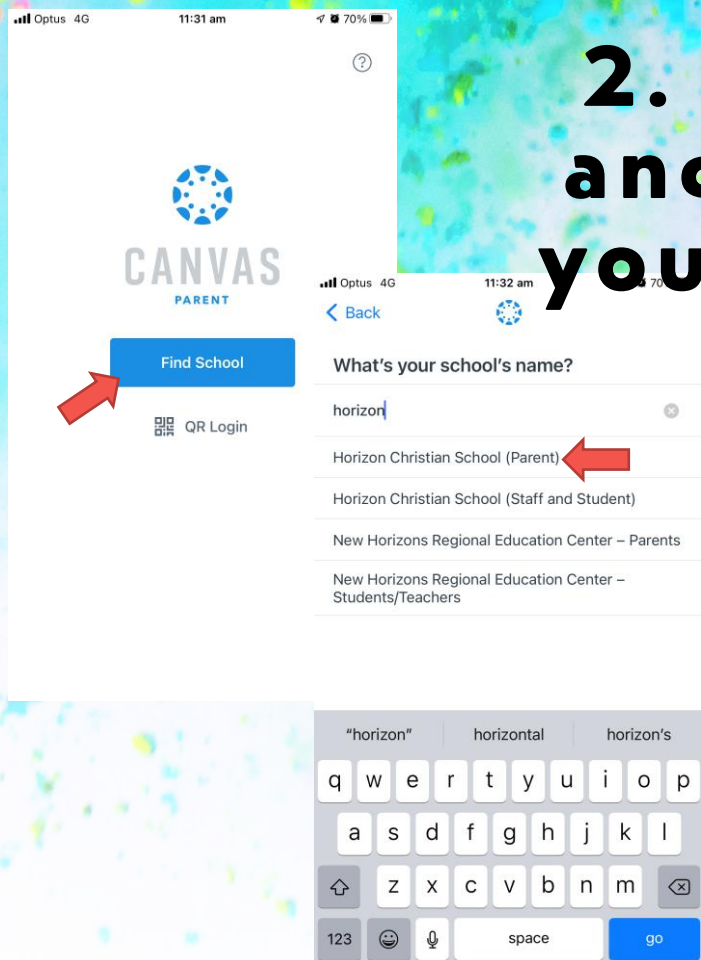 Optus 4G 11:31 am 70%
?
CANVAS
PARENT
Find School
QR Login
2.
Optus 4G 11:32 am 70
Back
What's your school's name?
horizon
Horizon Christian School (Parent)
Horizon Christian School (Staff and Student)
New Horizons Regional Education Center – Parents
New Horizons Regional Education Center –
Students/Teachers
"horizon" horizontal horizon's
q w e r t y u i o p
a s d f g h j k l
z x c v b n m
123 space go